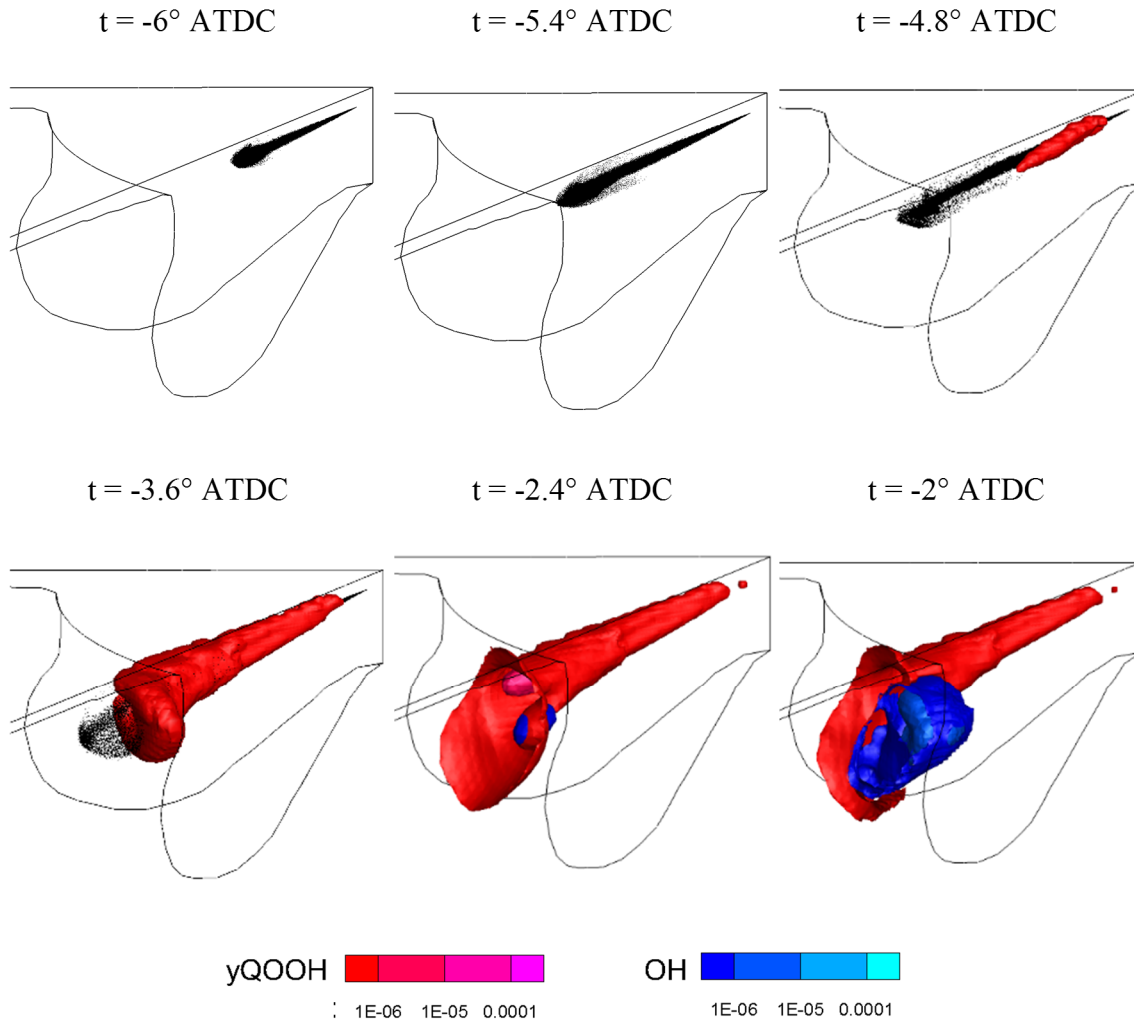 t = -6° ATDC
t = -5.4° ATDC
t = -4.8° ATDC
t = -3.6° ATDC
t = -2.4° ATDC
t = -2° ATDC
yQOOH
1E-06 1E-05 0.0001
OH
1E-06 1E-05 0.0001